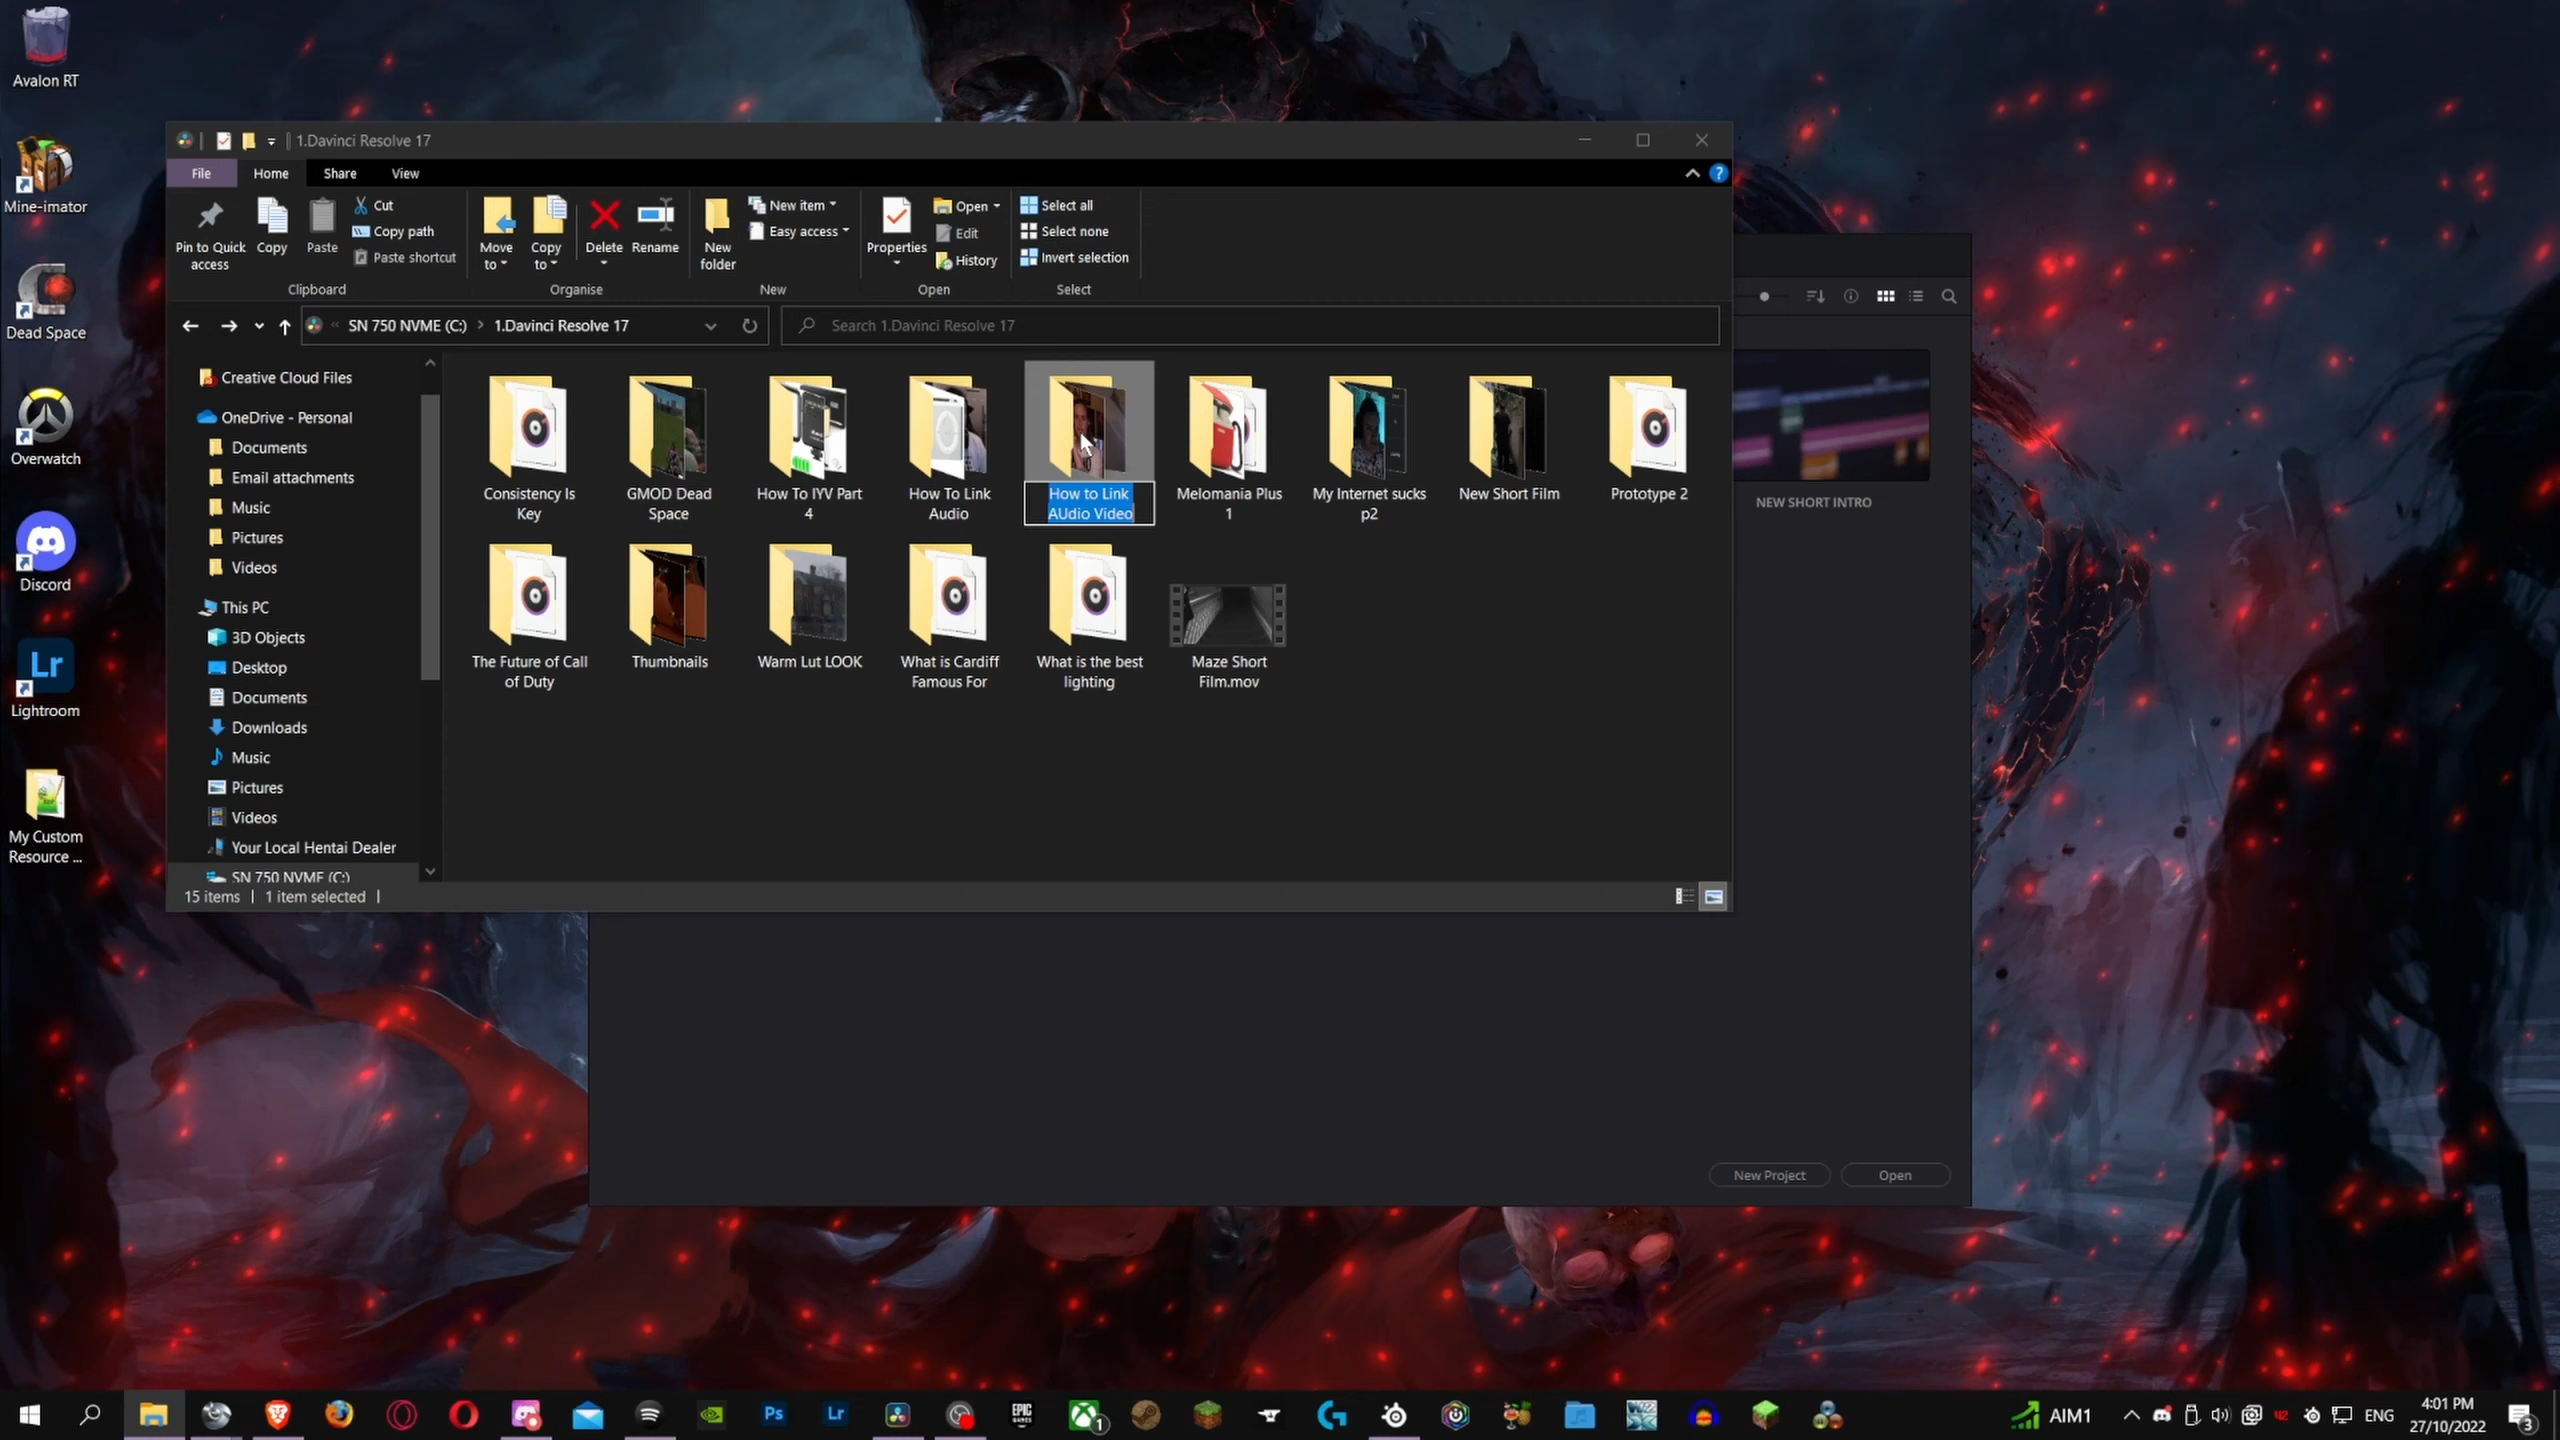 Avalon RT
Mine-imator
Dead Space
Overwatch
Discord
Lr
Lightroom
My Custom
Resource ...
1.Davinci Resolve 17
File
Home
Share
View
Pin to Quick
access
Copy
Paste
Cut
Copy path
Paste shortcut
Clipboard
Move
to
Copy
to
Delete
Rename
Organise
New
folder
New item
Easy access
New
Properties
Open
Edit
History
Open
Select all
Select none
Invert selection
Select
SN 750 NVME (C:)
1.Davinci Resolve 17
Search 1.Davinci Resolve 17
Creative Cloud Files
OneDrive - Personal
Documents
Email attachments
Music
Pictures
Videos
This PC
3D Objects
Desktop
Documents
Downloads
Music
Pictures
Videos
Your Local Hentai Dealer
SN 750 NVME (C:)
Consistency Is
Key
GMOD Dead
Space
How To IYV Part
4
How To Link
Audio
How to Link
AUdio Video
Melomania Plus
1
My Internet sucks
p2
New Short Film
Prototype 2
The Future of Call
of Duty
Thumbnails
Warm Lut LOOK
What is Cardiff
Famous For
What is the best
lighting
Maze Short
Film.mov
15 items
1 item selected
NEW SHORT INTRO
New Project
Open
Ps
Lr
EPIC
GAMES
1
AIM1
42
ENG
4:01 PM
27/10/2022
3